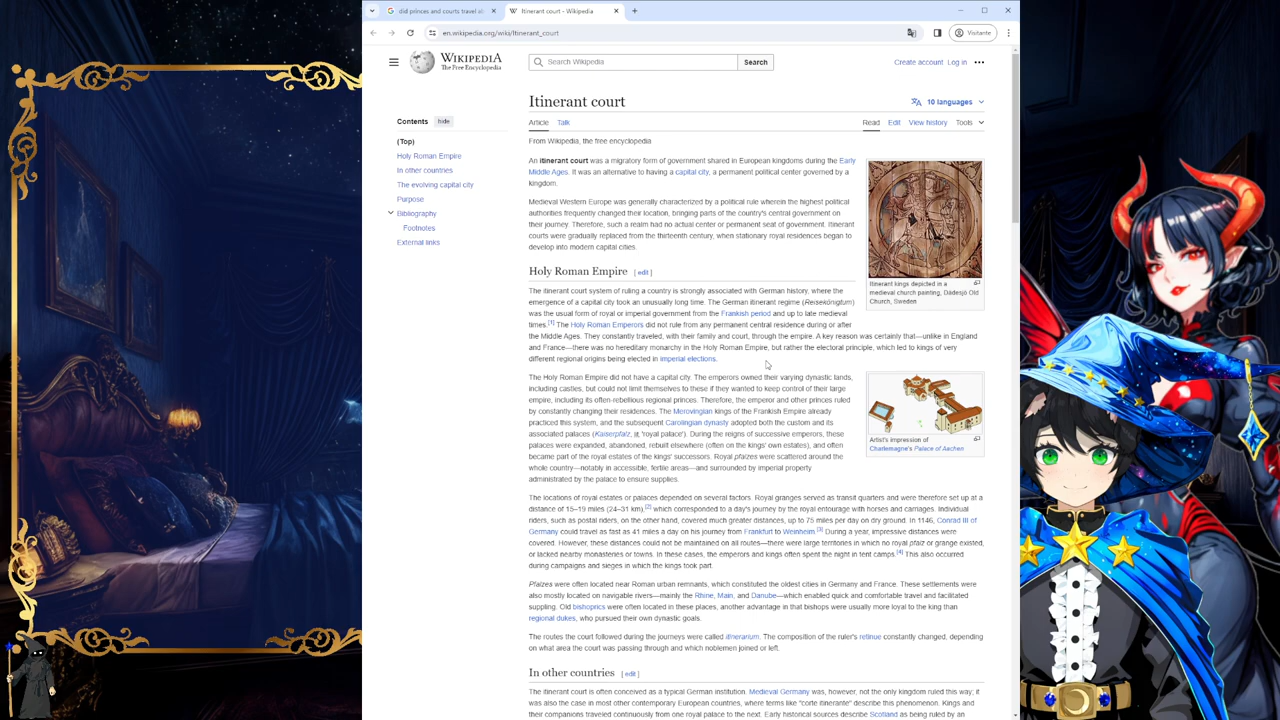 did princes and courts travel al
Itinerant court - Wikipedia
en.wikipedia.org/wiki/Itinerant_court
Visitante
WIKIPEDIA
The Free Encyclopedia
Search Wikipedia
Search
Create account Log in
Contents hide
(Top)
Holy Roman Empire
In other countries
The evolving capital city
Purpose
Bibliography
Footnotes
External links
Itinerant court
10 languages
Article Talk
Read Edit View history Tools
From Wikipedia, the free encyclopedia
An itinerant court was a migratory form of government shared in European kingdoms during the Early
Middle Ages. It was an alternative to having a capital city, a permanent political center governed by a
kingdom.
Medieval Western Europe was generally characterized by a political rule wherein the highest political
authorities frequently changed their location, bringing parts of the country's central government on
their journey. Therefore, such a realm had no actual center or permanent seat of government. Itinerant
courts were gradually replaced from the thirteenth century, when stationary royal residences began to
develop into modern capital cities.
Itinerant kings depicted in a
medieval church painting, Dädesjö Old
Church, Sweden
Holy Roman Empire [ edit ]
The itinerant court system of ruling a country is strongly associated with German history, where the
emergence of a capital city took an unusually long time. The German itinerant regime (Reisekönigtum)
was the usual form of royal or imperial government from the Frankish period and up to late medieval
times.[1] The Holy Roman Emperors did not rule from any permanent central residence during or after
the Middle Ages. They constantly traveled, with their family and court, through the empire. A key reason was certainly that—unlike in England
and France—there was no hereditary monarchy in the Holy Roman Empire, but rather the electoral principle, which led to kings of very
different regional origins being elected in imperial elections.
The Holy Roman Empire did not have a capital city. The emperors owned their varying dynastic lands,
including castles, but could not limit themselves to these if they wanted to keep control of their large
empire, including its often-rebellious regional princes. Therefore, the emperor and other princes ruled
by constantly changing their residences. The Merovingian kings of the Frankish Empire already
practiced this system, and the subsequent Carolingian dynasty adopted both the custom and its
associated palaces (Kaiserpfalz, lit. 'royal palace'). During the reigns of successive emperors, these
palaces were expanded, abandoned, rebuilt elsewhere (often on the kings' own estates), and often
became part of the royal estates of the kings' successors. Royal pfalzes were scattered around the
whole country—notably in accessible, fertile areas—and surrounded by imperial property
administrated by the palace to ensure supplies.
Artist's impression of
Charlemagne's Palace of Aachen
The locations of royal estates or palaces depended on several factors. Royal granges served as transit quarters and were therefore set up at a
distance of 15–19 miles (24–31 km),[2] which corresponded to a day's journey by the royal entourage with horses and carriages. Individual
riders, such as postal riders, on the other hand, covered much greater distances, up to 75 miles per day on dry ground. In 1146, Conrad III of
Germany could travel as fast as 41 miles a day on his journey from Frankfurt to Weinheim.[3] During a year, impressive distances were
covered. However, these distances could not be maintained on all routes—there were large territories in which no royal pfalz or grange existed,
or lacked nearby monasteries or towns. In these cases, the emperors and kings often spent the night in tent camps.[4] This also occurred
during campaigns and sieges in which the kings took part.
Pfalzes were often located near Roman urban remnants, which constituted the oldest cities in Germany and France. These settlements were
also mostly located on navigable rivers—mainly the Rhine, Main, and Danube—which enabled quick and comfortable travel and facilitated
suppling. Old bishoprics were often located in these places, another advantage in that bishops were usually more loyal to the king than
regional dukes, who pursued their own dynastic goals.
The routes the court followed during the journeys were called itinerarium. The composition of the ruler's retinue constantly changed, depending
on what area the court was passing through and which noblemen joined or left.
In other countries [ edit ]
The itinerant court is often conceived as a typical German institution. Medieval Germany was, however, not the only kingdom ruled this way; it
was also the case in most other contemporary European countries, where terms like "corte itinerante" describe this phenomenon. Kings and
their companions traveled continuously from one royal palace to the next. Early historical sources describe Scotland as being ruled by an